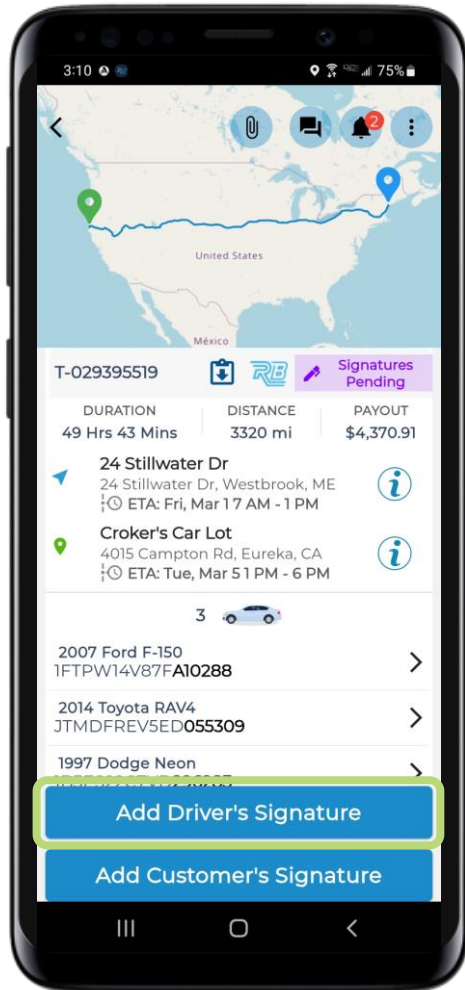 3:10
75%
2
United States
México
T-029395519
RB
Signatures
Pending
DURATION
DISTANCE
PAYOUT
49 Hrs 43 Mins
3320 mi
$4,370.91
24 Stillwater Dr
24 Stillwater Dr, Westbrook, ME
ETA: Fri, Mar 1 7 AM - 1 PM
Croker's Car Lot
4015 Campton Rd, Eureka, CA
ETA: Tue, Mar 5 1 PM - 6 PM
3
2007 Ford F-150
1FTPW14V87FA10288
2014 Toyota RAV4
JTMDFREV5ED055309
1997 Dodge Neon
Add Driver's Signature
Add Customer's Signature